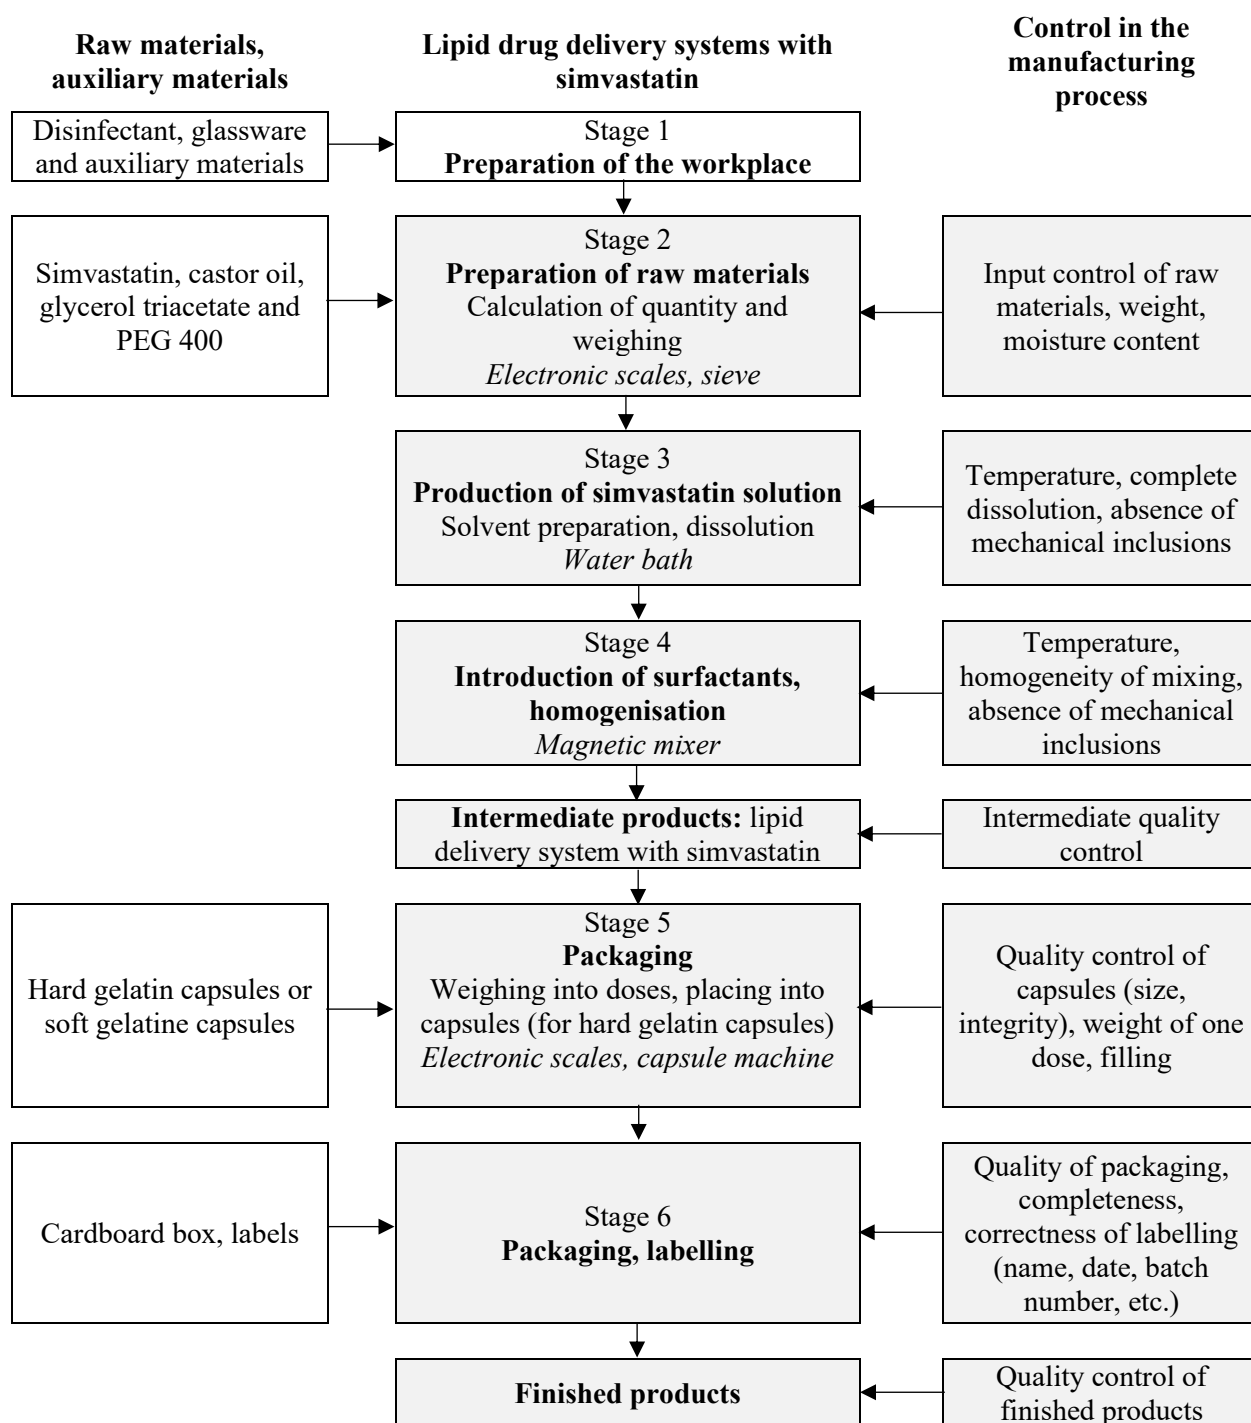 Raw materials,
auxiliary materials
Lipid drug delivery systems with
simvastatin
Control in the
manufacturing
process
Disinfectant, glassware
and auxiliary materials
Stage 1
Preparation of the workplace
Simvastatin, castor oil,
glycerol triacetate and
PEG 400
Stage 2
Preparation of raw materials
Calculation of quantity and
weighing
Electronic scales, sieve
Input control of raw
materials, weight,
moisture content
Stage 3
Production of simvastatin solution
Solvent preparation, dissolution
Water bath
Temperature, complete
dissolution, absence of
mechanical inclusions
Stage 4
Introduction of surfactants,
homogenisation
Magnetic mixer
Temperature,
homogeneity of mixing,
absence of mechanical
inclusions
Intermediate products: lipid
delivery system with simvastatin
Intermediate quality
control
Hard gelatin capsules or
soft gelatine capsules
Stage 5
Packaging
Weighing into doses, placing into
capsules (for hard gelatin capsules)
Electronic scales, capsule machine
Quality control of
capsules (size,
integrity), weight of one
dose, filling
Cardboard box, labels
Stage 6
Packaging, labelling
Quality of packaging,
completeness,
correctness of labelling
(name, date, batch
number, etc.)
Finished products
Quality control of
finished products